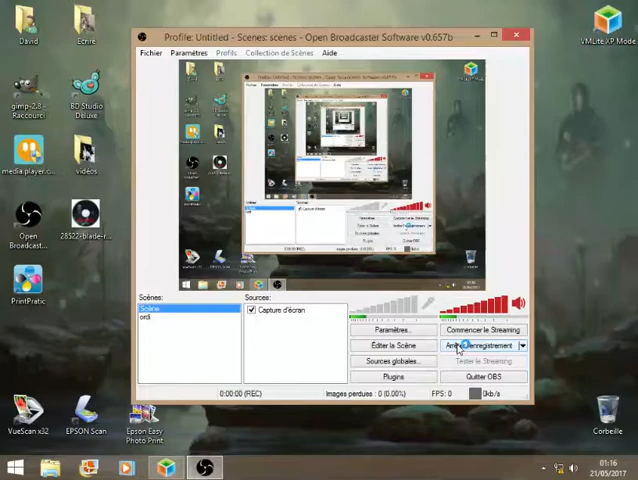 David
Ecrire
VMLite XP Mode
gimp-2.8 - Raccourci
BD Studio Deluxe
media.player.c...
vidéos
Open Broadcaster...
28522-blade-r...
PrintPratic
VueScan x32
EPSON Scan
Epson Easy Photo Print
Corbeille
Profile: Untitled - Scenes: scenes - Open Broadcaster Software v0.657b
Fichier Paramètres Profils Collection de Scènes Aide
Scènes:
Scène
ordi
Sources:
Capture d'écran
Paramètres...
Commencer le Streaming
Éditer la Scène
Sources globales...
Tester le Streaming
Plugins
Quitter OBS
0:00:00 (REC)
Images perdues : 0 (0.00%)
FPS: 0
0kb/s
01:16
21/05/2017